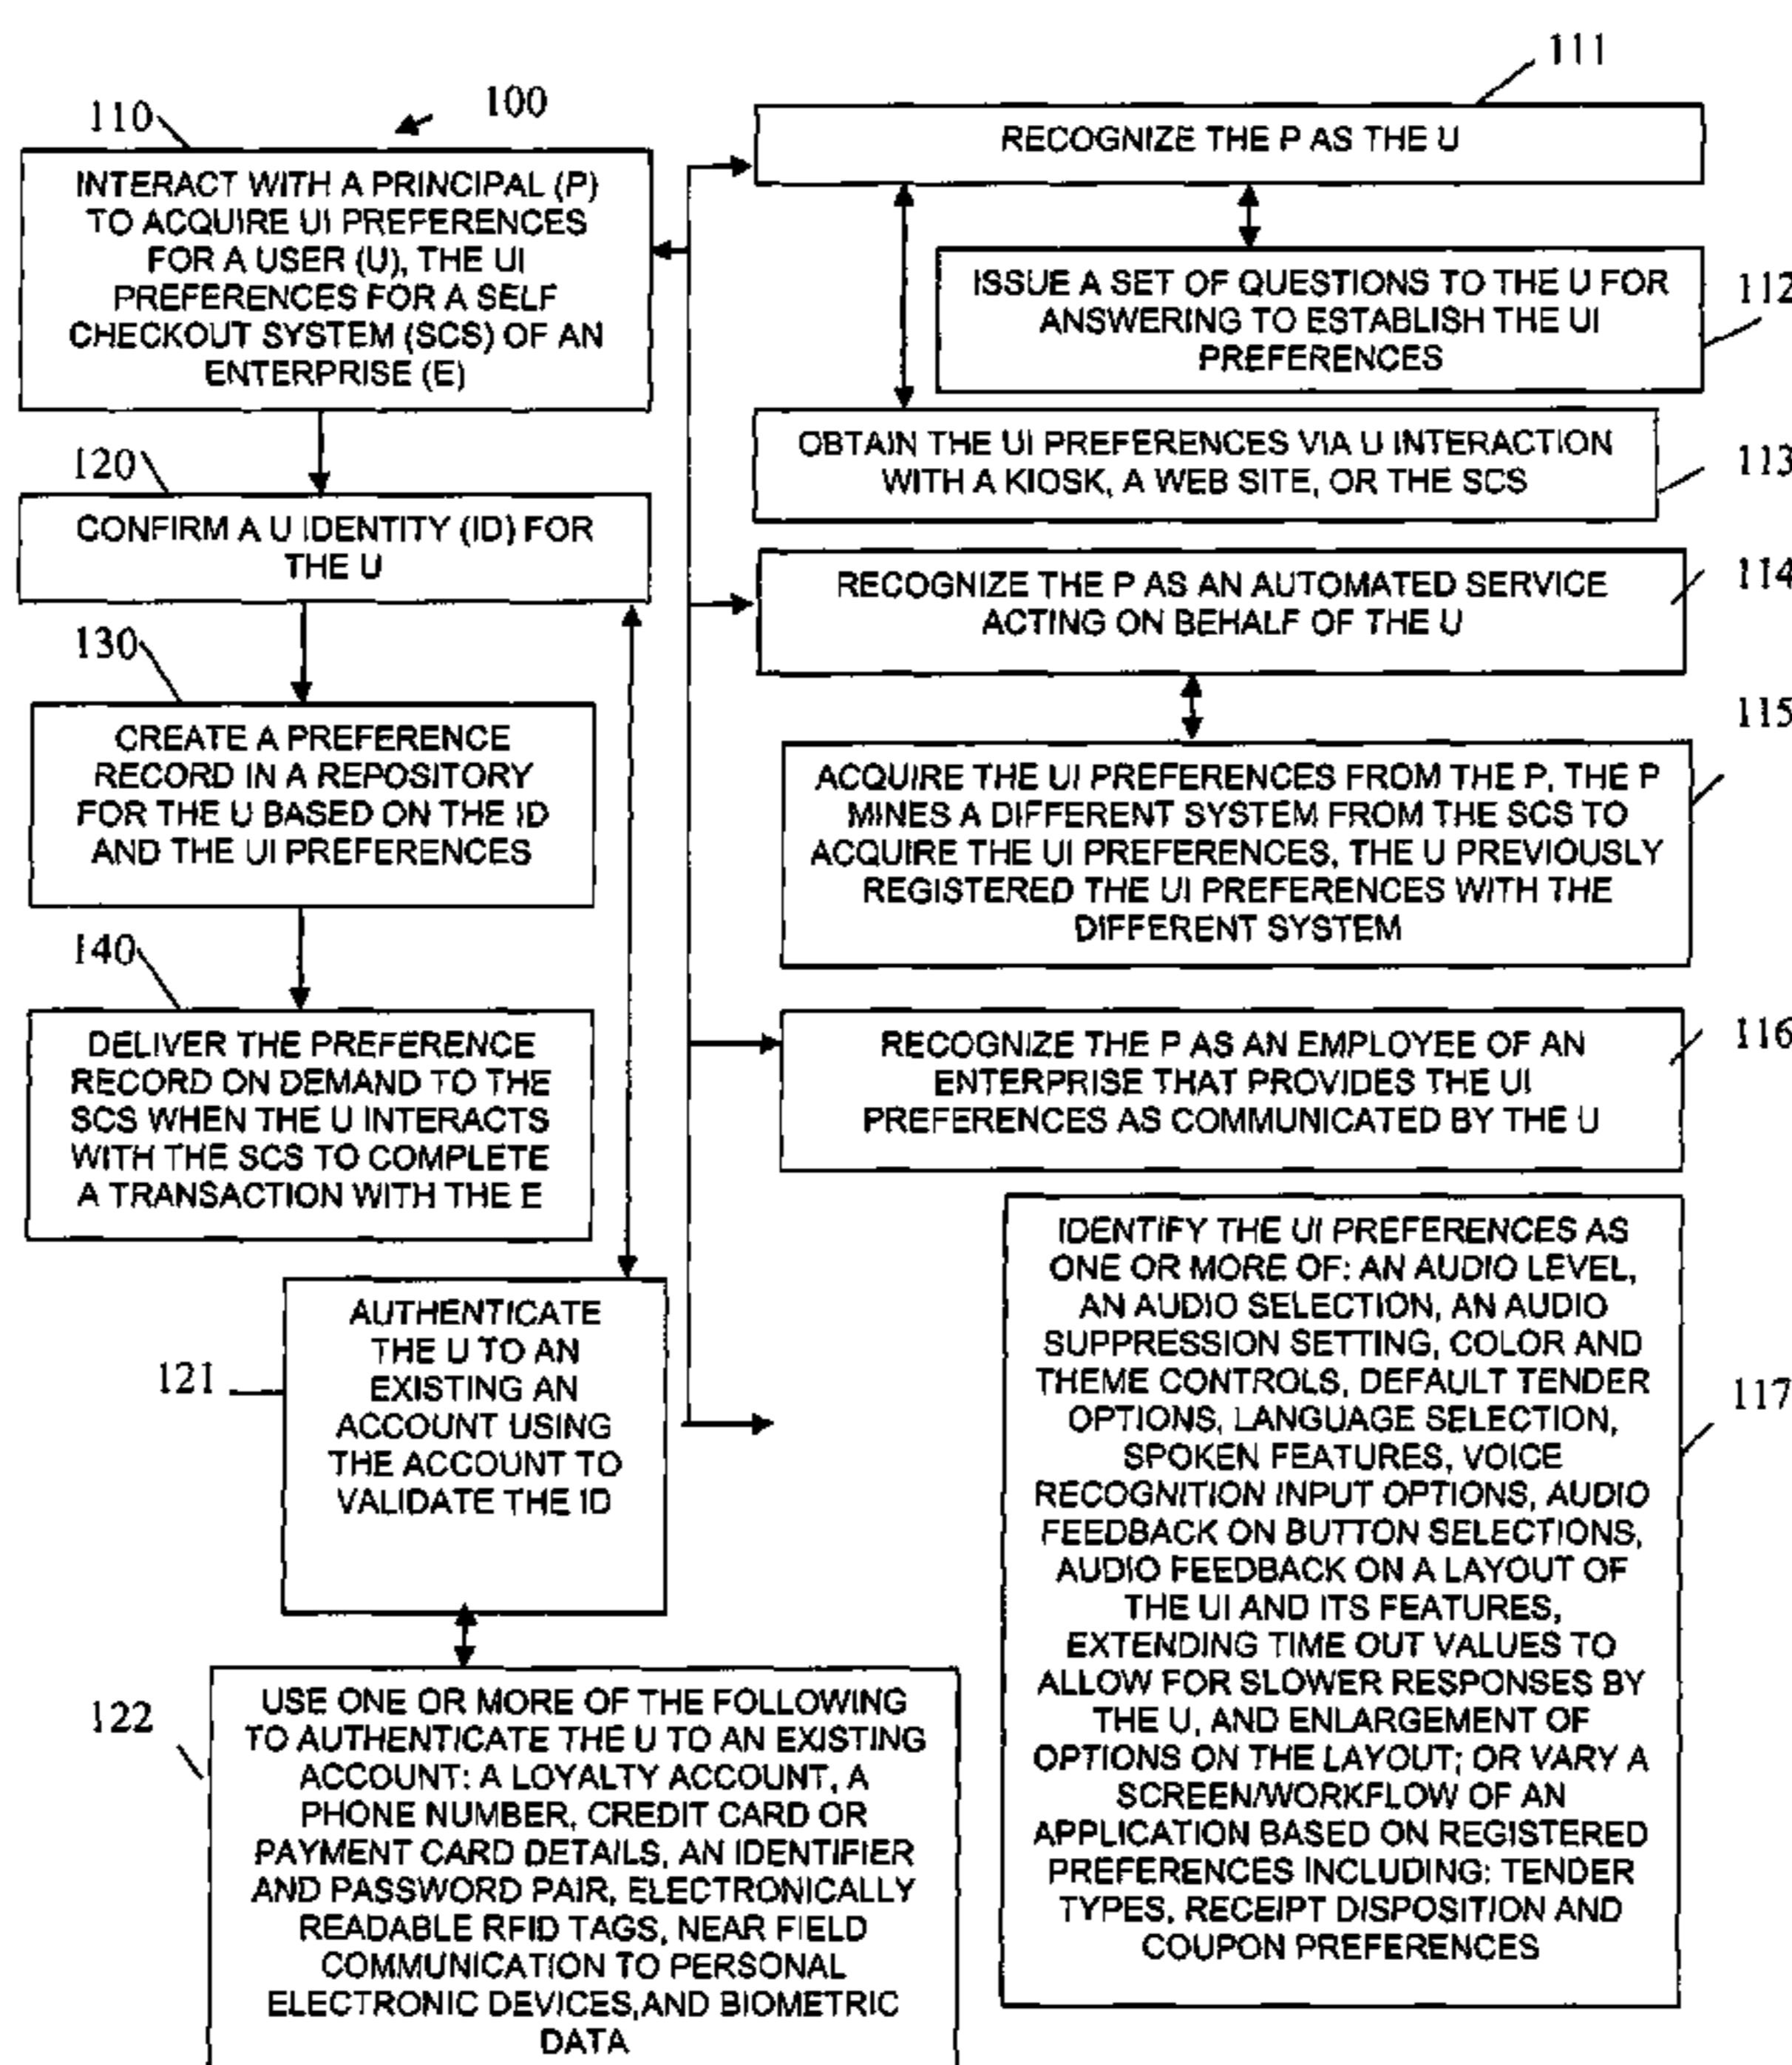 100
110
INTERACT WITH A PRINCIPAL (P)
TO ACQUIRE UI PREFERENCES
FOR A USER (U), THE UI
PREFERENCES FOR A SELF
CHECKOUT SYSTEM (SCS) OF AN
ENTERPRISE (E)
120
CONFIRM A U IDENTITY (ID) FOR
THE U
130
CREATE A PREFERENCE
RECORD IN A REPOSITORY
FOR THE U BASED ON THE ID
AND THE UI PREFERENCES
140
DELIVER THE PREFERENCE
RECORD ON DEMAND TO THE
SCS WHEN THE U INTERACTS
WITH THE SCS TO COMPLETE
A TRANSACTION WITH THE E
121
AUTHENTICATE
THE U TO AN
EXISTING AN
ACCOUNT USING
THE ACCOUNT TO
VALIDATE THE ID
122
USE ONE OR MORE OF THE FOLLOWING
TO AUTHENTICATE THE U TO AN EXISTING
ACCOUNT: A LOYALTY ACCOUNT, A
PHONE NUMBER, CREDIT CARD OR
PAYMENT CARD DETAILS, AN IDENTIFIER
AND PASSWORD PAIR, ELECTRONICALLY
READABLE RFID TAGS, NEAR FIELD
COMMUNICATION TO PERSONAL
ELECTRONIC DEVICES,AND BIOMETRIC
DATA
111
RECOGNIZE THE P AS THE U
112
ISSUE A SET OF QUESTIONS TO THE U FOR
ANSWERING TO ESTABLISH THE UI
PREFERENCES
113
OBTAIN THE UI PREFERENCES VIA U INTERACTION
WITH A KIOSK, A WEB SITE, OR THE SCS
114
RECOGNIZE THE P AS AN AUTOMATED SERVICE
ACTING ON BEHALF OF THE U
115
ACQUIRE THE UI PREFERENCES FROM THE P, THE P
MINES A DIFFERENT SYSTEM FROM THE SCS TO
ACQUIRE THE UI PREFERENCES, THE U PREVIOUSLY
REGISTERED THE UI PREFERENCES WITH THE
DIFFERENT SYSTEM
116
RECOGNIZE THE P AS AN EMPLOYEE OF AN
ENTERPRISE THAT PROVIDES THE UI
PREFERENCES AS COMMUNICATED BY THE U
117
IDENTIFY THE UI PREFERENCES AS
ONE OR MORE OF: AN AUDIO LEVEL,
AN AUDIO SELECTION, AN AUDIO
SUPPRESSION SETTING, COLOR AND
THEME CONTROLS, DEFAULT TENDER
OPTIONS, LANGUAGE SELECTION,
SPOKEN FEATURES, VOICE
RECOGNITION INPUT OPTIONS, AUDIO
FEEDBACK ON BUTTON SELECTIONS,
AUDIO FEEDBACK ON A LAYOUT OF
THE UI AND ITS FEATURES,
EXTENDING TIME OUT VALUES TO
ALLOW FOR SLOWER RESPONSES BY
THE U, AND ENLARGEMENT OF
OPTIONS ON THE LAYOUT; OR VARY A
SCREEN/WORKFLOW OF AN
APPLICATION BASED ON REGISTERED
PREFERENCES INCLUDING: TENDER
TYPES, RECEIPT DISPOSITION AND
COUPON PREFERENCES